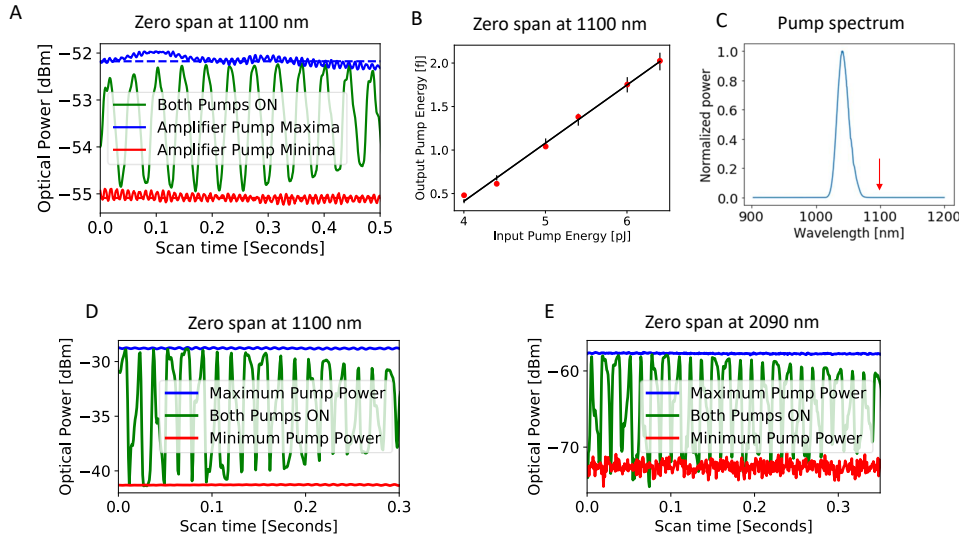 A
Zero span at 1100 nm
Optical Power [dBm]
−52
−53
−54
−55
Both Pumps ON
Amplifier Pump Maxima
Amplifier Pump Minima
0.0 0.1 0.2 0.3 0.4 0.5
Scan time [Seconds]
B
Zero span at 1100 nm
Output Pump Energy [fJ]
2.0
1.5
1.0
0.5
4 5 6
Input Pump Energy [pJ]
C
Pump spectrum
Normalized power
1.0
0.8
0.6
0.4
0.2
0.0
900 1000 1100 1200
Wavelength [nm]
D
Zero span at 1100 nm
Optical Power [dBm]
−30
−35
−40
Maximum Pump Power
Both Pumps ON
Minimum Pump Power
0.0 0.1 0.2 0.3
Scan time [Seconds]
E
Zero span at 2090 nm
Optical Power [dBm]
−60
−70
Maximum Pump Power
Both Pumps ON
Minimum Pump Power
0.0 0.1 0.2 0.3
Scan time [Seconds]